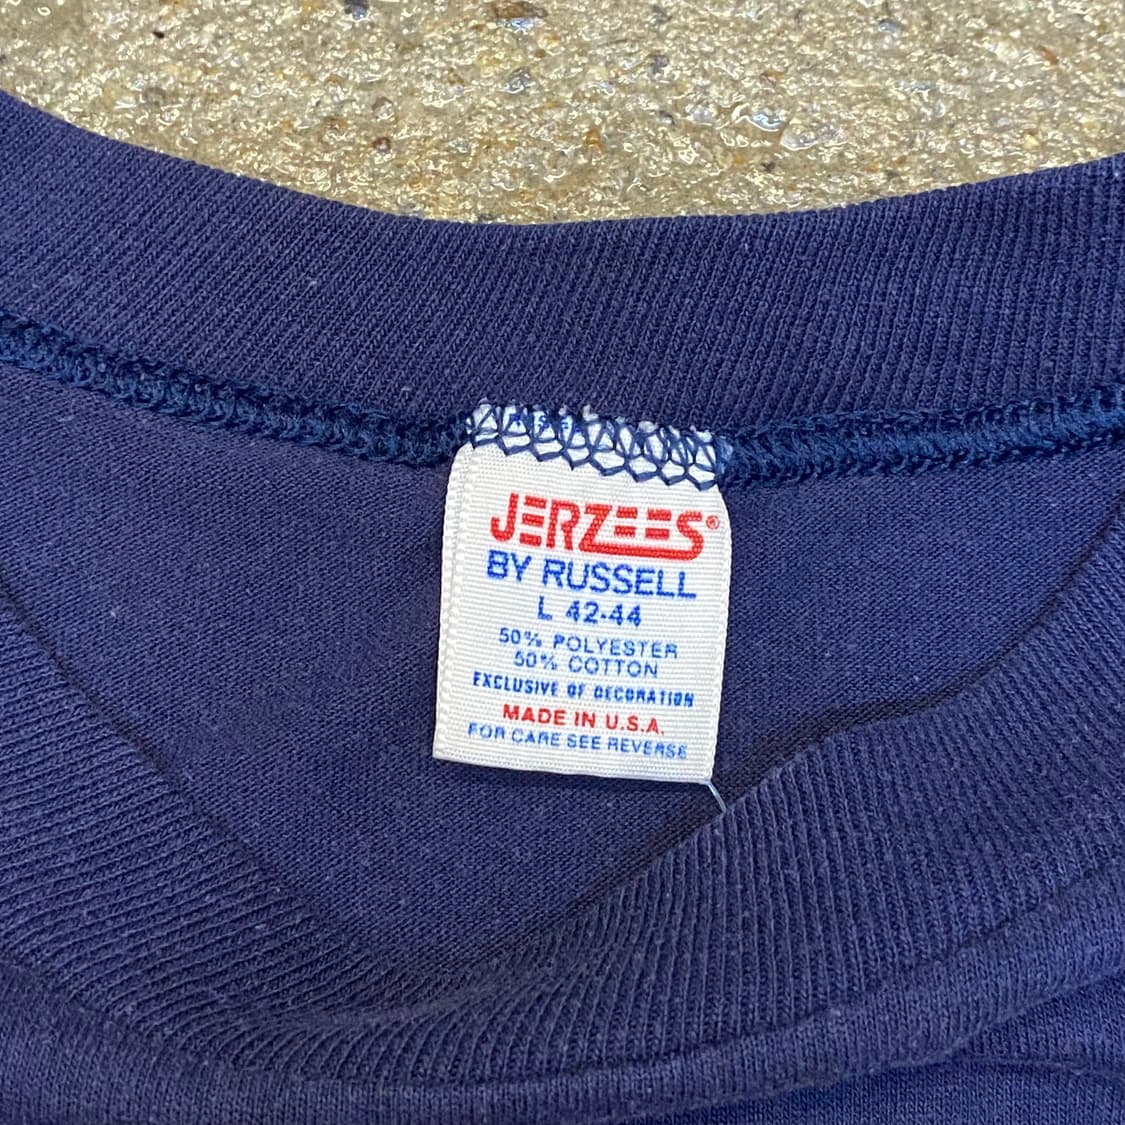 JERZEES®
BY RUSSELL
L 42-44
50% POLYESTER
50% COTTON
EXCLUSIVE OF DECORATION
MADE IN U.S.A.
FOR CARE SEE REVERSE